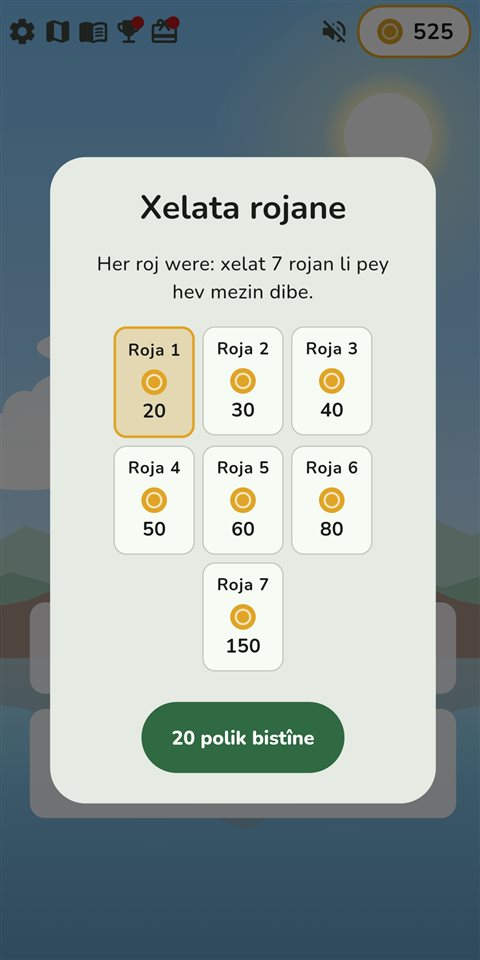 525
Xelata rojane
Her roj were: xelat 7 rojan li pey
hev mezin dibe.
Roja 1
20
Roja 2
30
Roja 3
40
Roja 4
50
Roja 5
60
Roja 6
80
Roja 7
150
20 polik bistîne